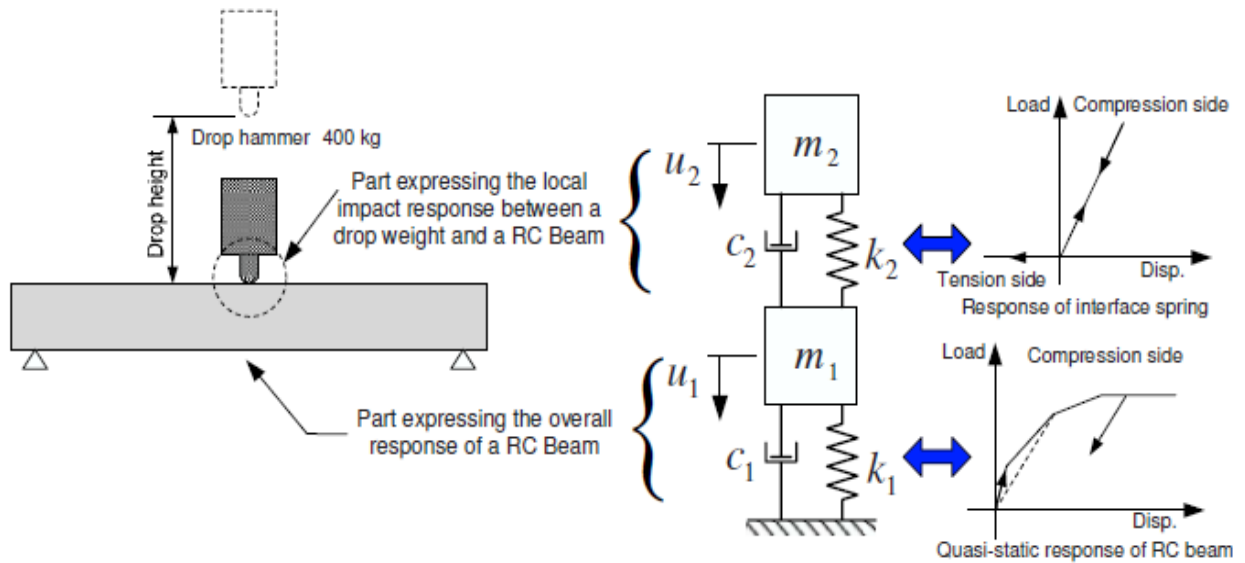 Drop height
Drop hammer 400 kg
Part expressing the local
impact response between a
drop weight and a RC Beam
Part expressing the overall
response of a RC Beam
u2
m2
c2
k2
u1
m1
c1
k1
Load
Compression side
Tension side
Disp.
Response of interface spring
Load
Compression side
Disp.
Quasi-static response of RC beam